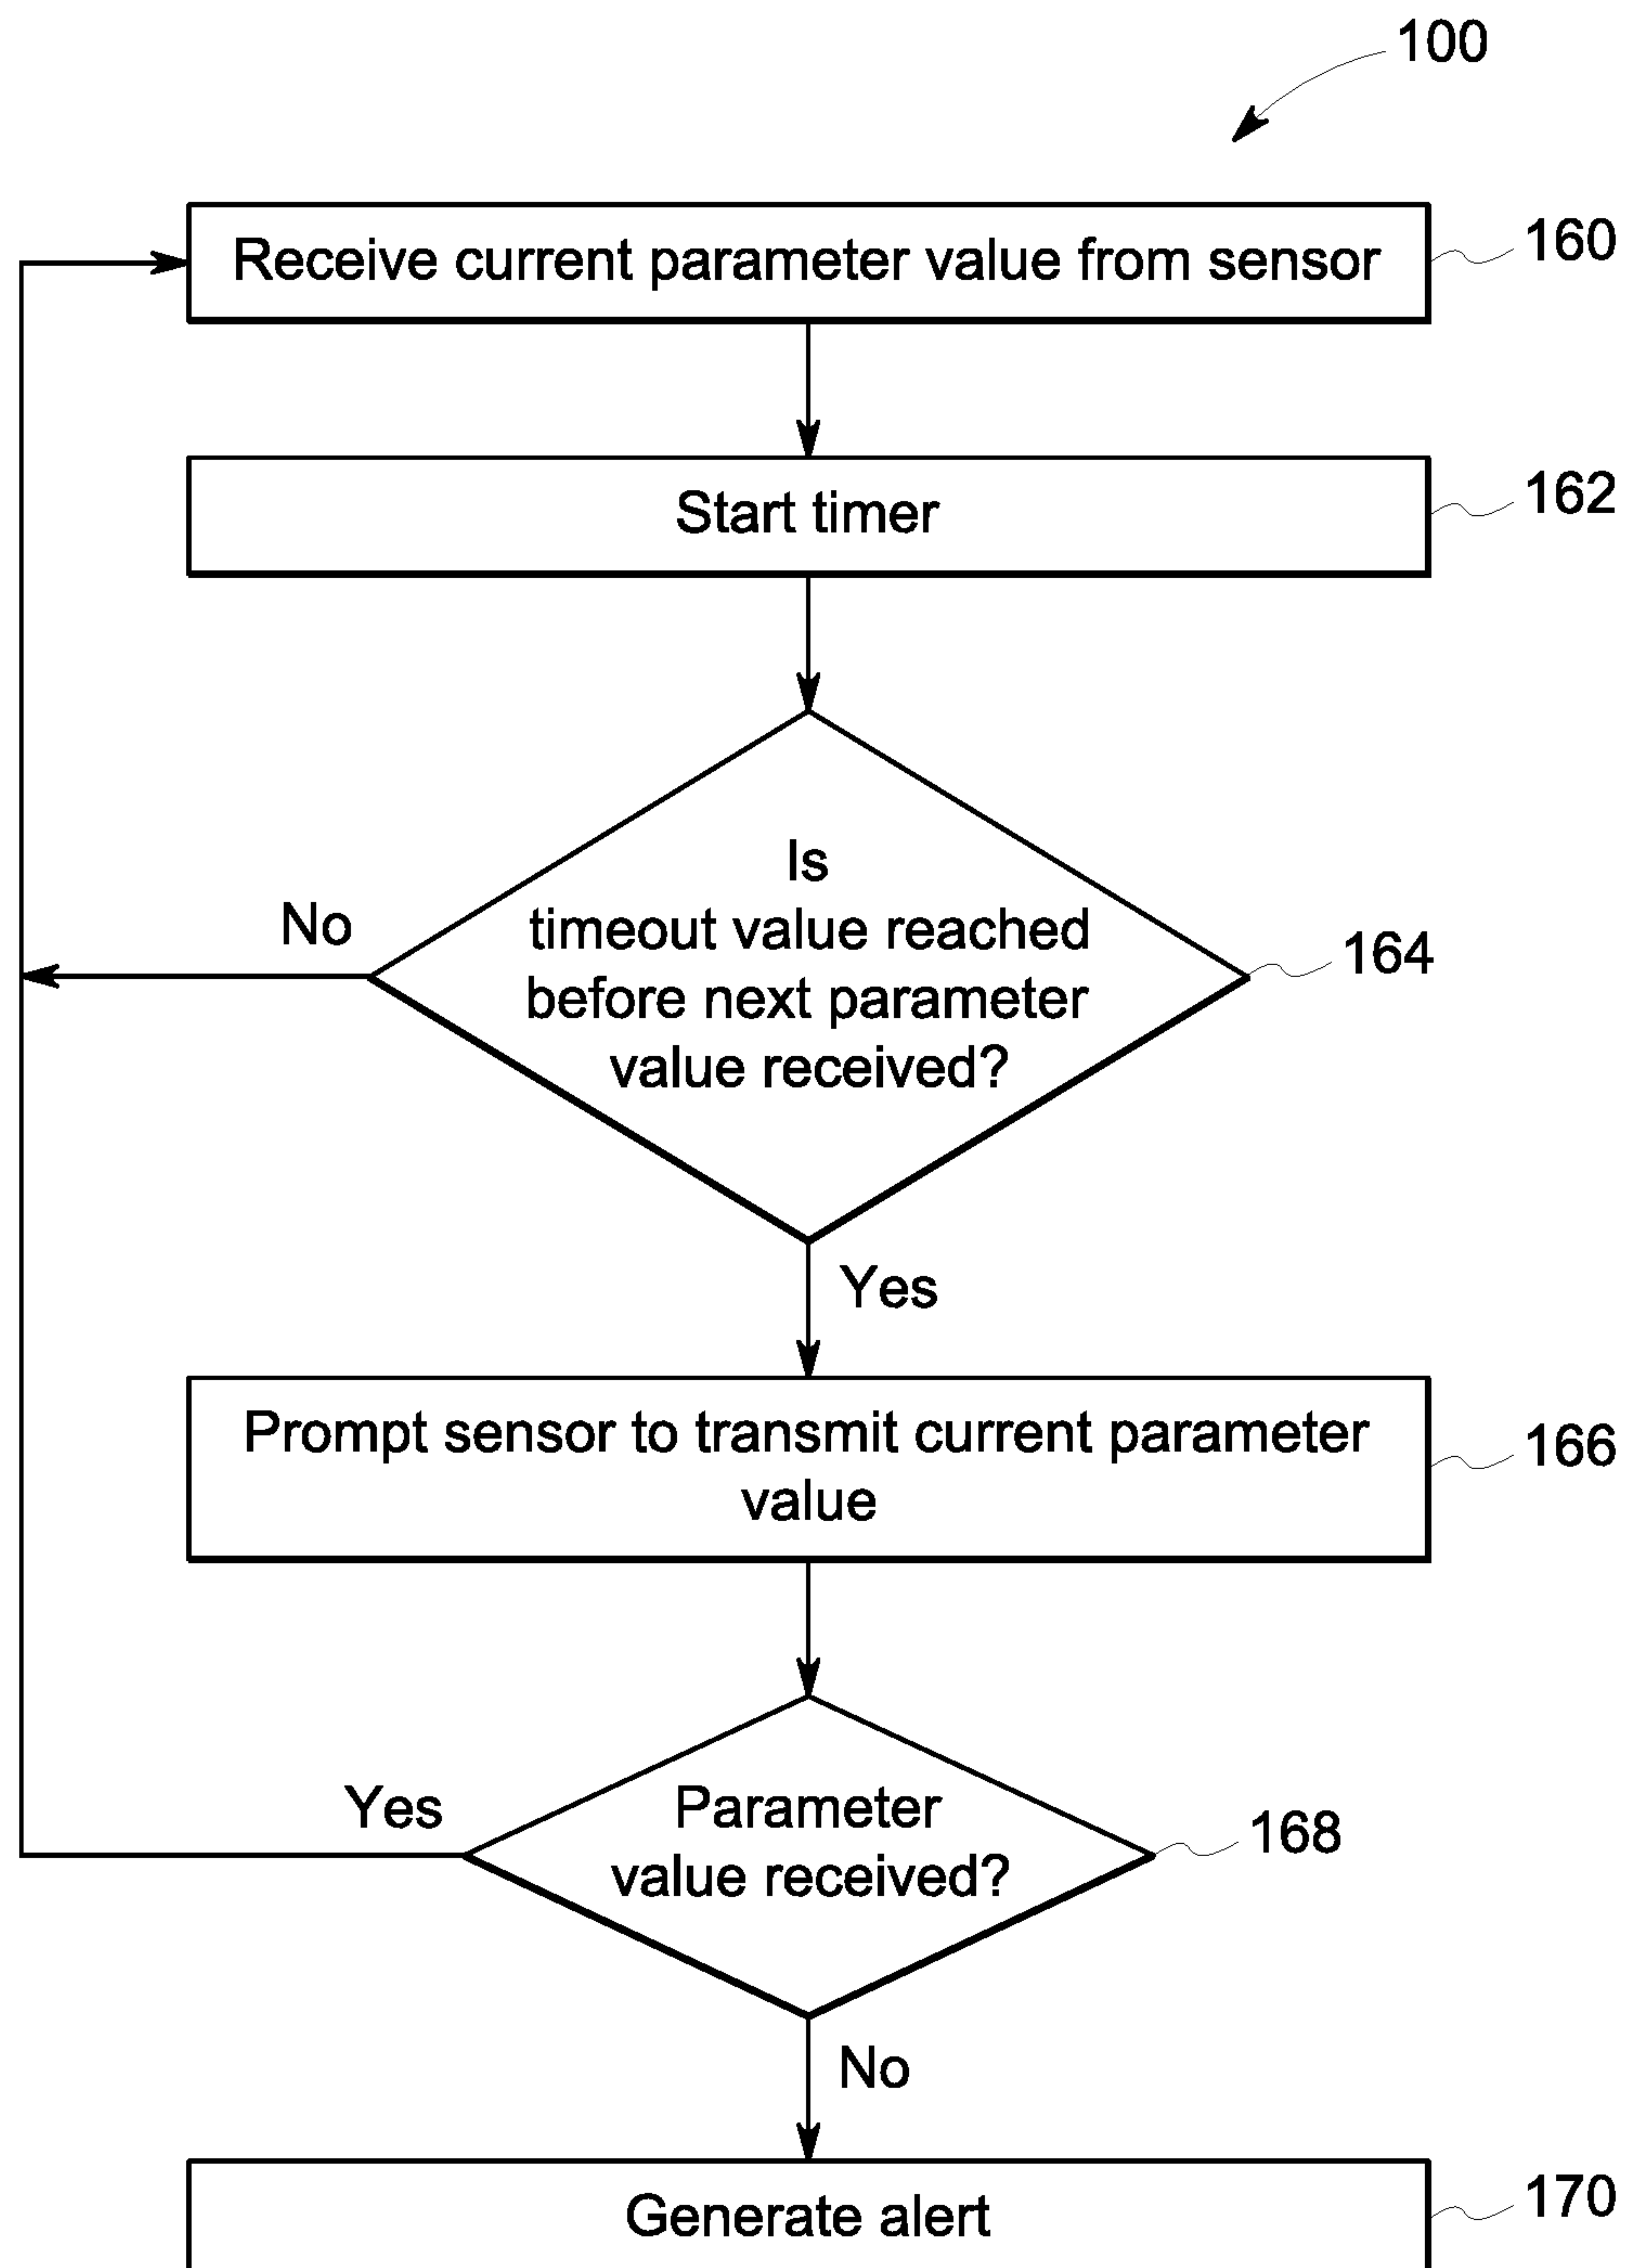 100
Receive current parameter value from sensor
160
Start timer
162
Is
timeout value reached
before next parameter
value received?
164
No
Yes
Prompt sensor to transmit current parameter
value
166
Parameter
value received?
168
Yes
No
Generate alert
170